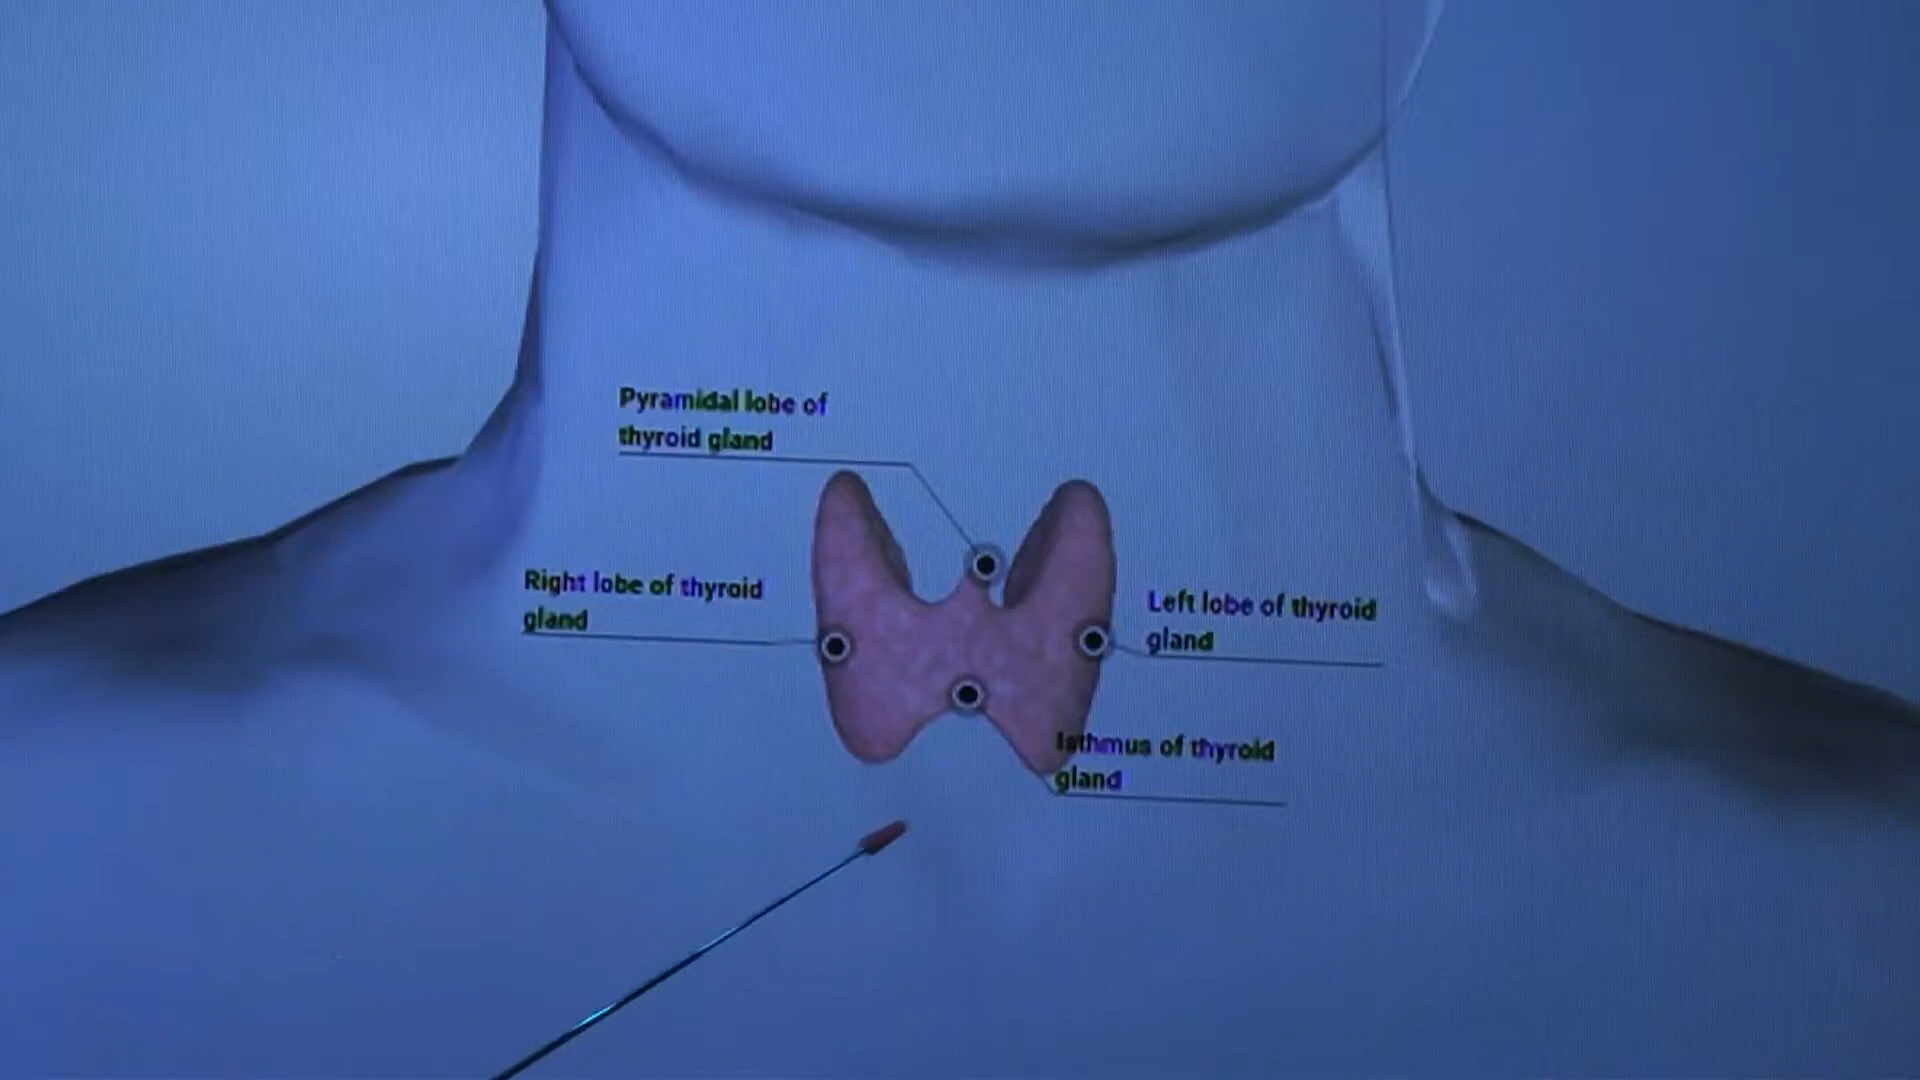 Pyramidal lobe of
thyroid gland
Right lobe of thyroid
gland
Left lobe of thyroid
gland
Isthmus of thyroid
gland